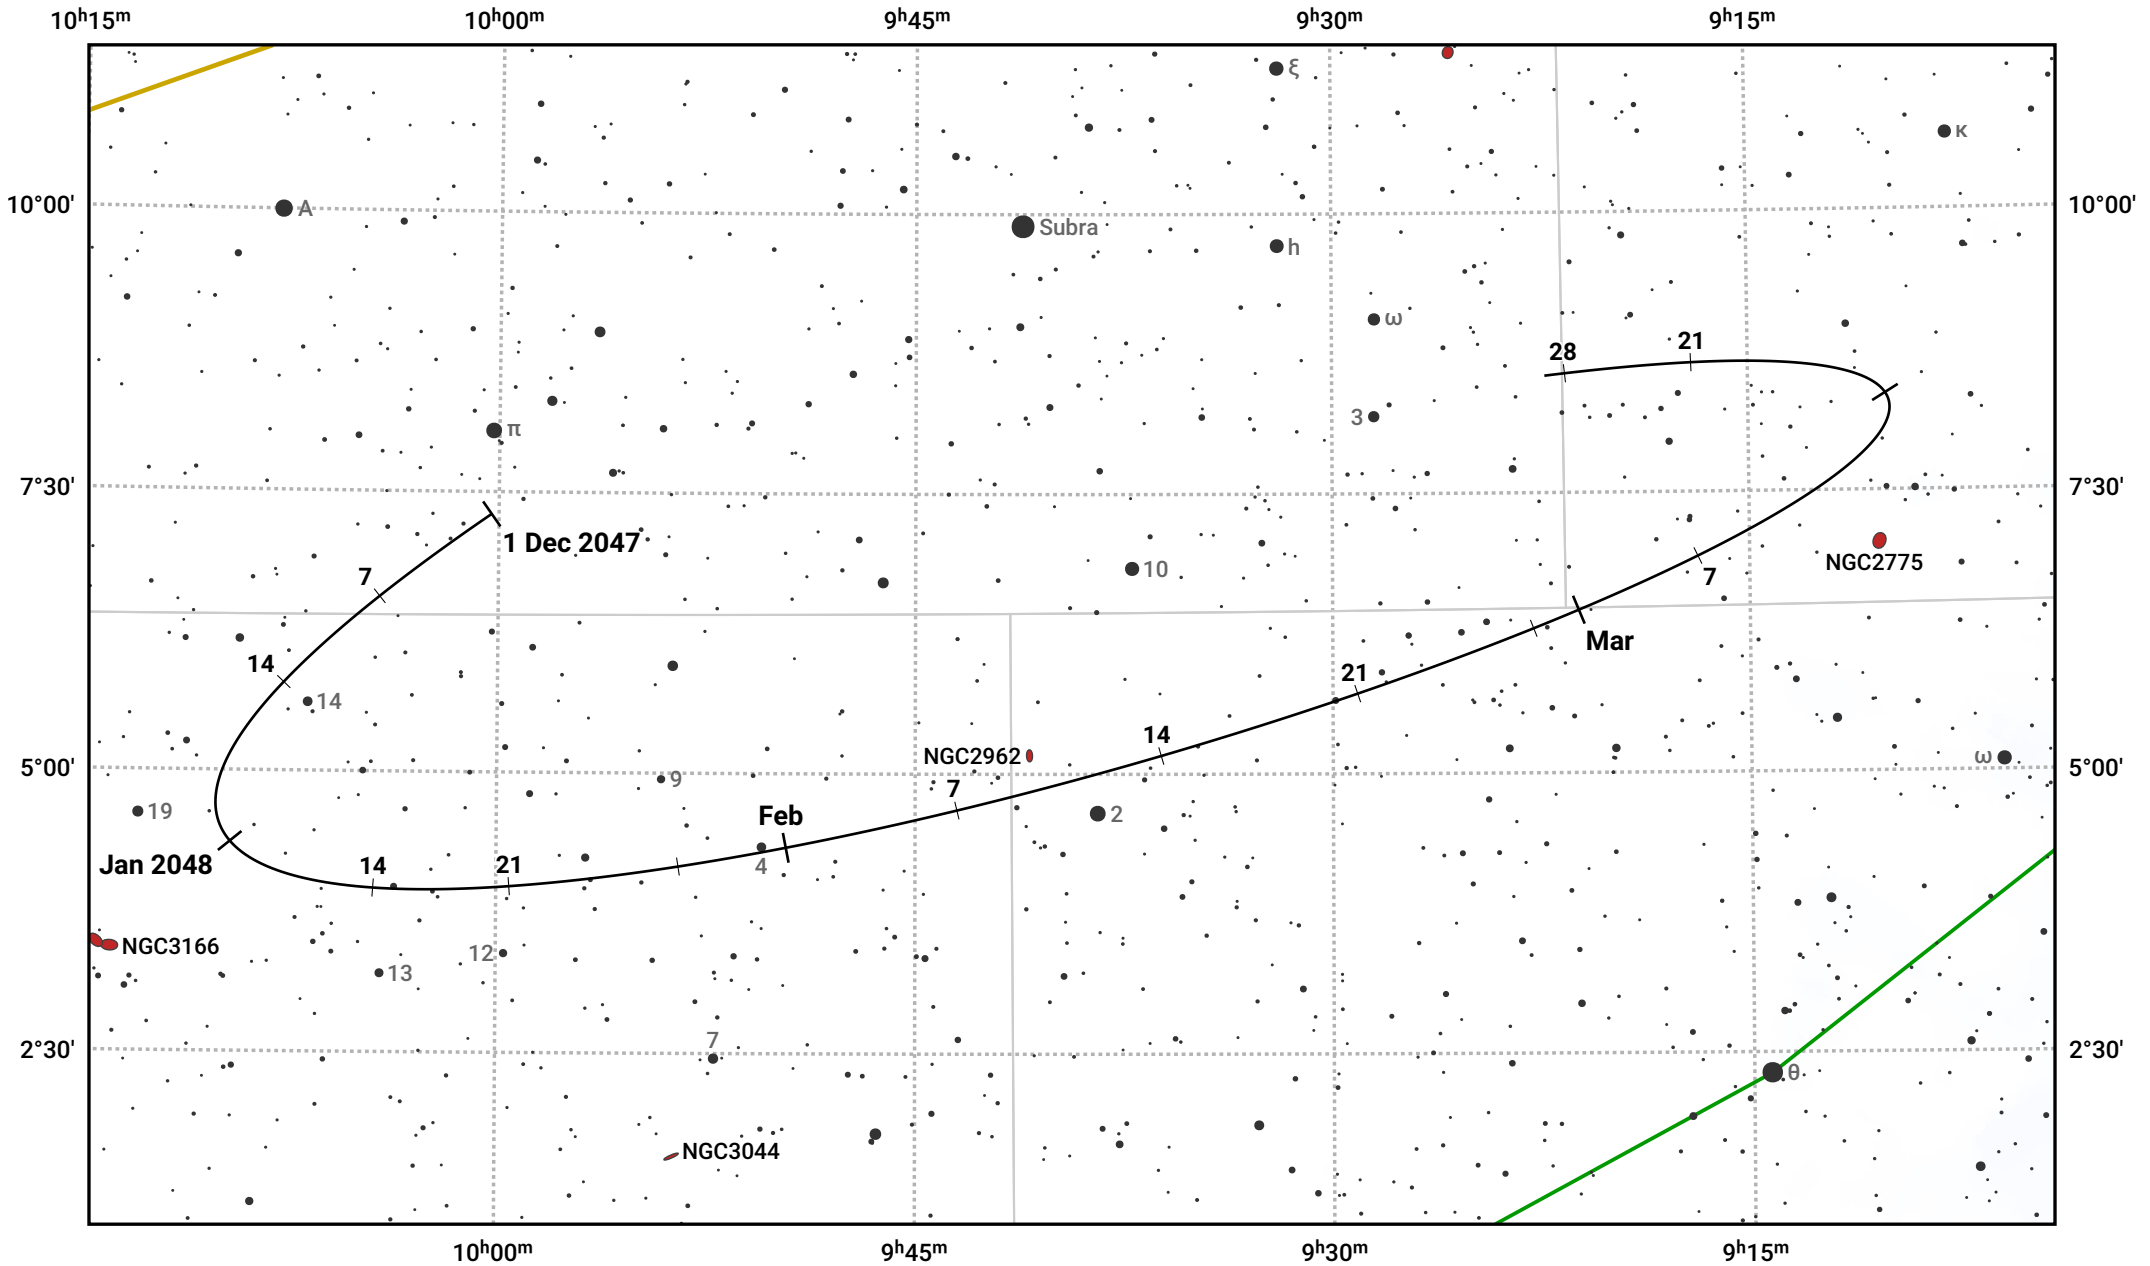 10ʰ15ᵐ 10ʰ00ᵐ 9ʰ45ᵐ 9ʰ30ᵐ 9ʰ15ᵐ
ξ
κ
10°00' A Subra h 10°00'
ω
28 21
3
π
7°30' 7°30'
1 Dec 2047
10
NGC2775
7
7
Mar
14
21
14
14
NGC2962
ω
5°00' 9 5°00'
7
19
Feb
2
Jan 2048
14 21
4
NGC3166
12
13
7
2°30' 2°30'
θ
NGC3044
10ʰ00ᵐ 9ʰ45ᵐ 9ʰ30ᵐ 9ʰ15ᵐ